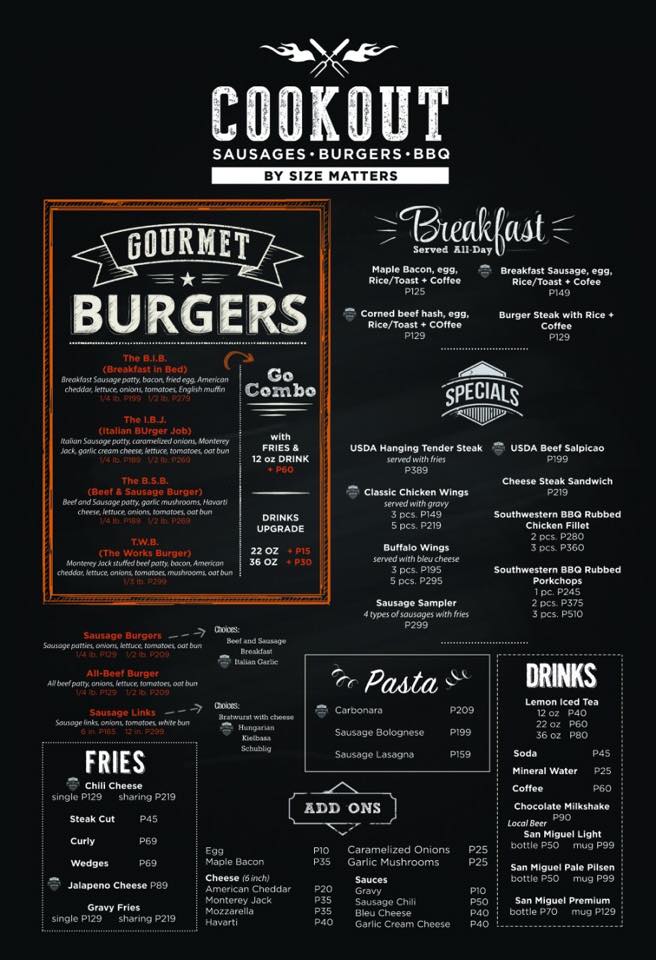 COOKOUT
SAUSAGES • BURGERS • BBQ
BY SIZE MATTERS
GOURMET
BURGERS
The B.I.B.
(Breakfast in Bed)
Breakfast Sausage patty, bacon, fried egg, American
cheddar, lettuce, onions, tomatoes, English muffin
1/4 lb. P199 1/2 lb. P279
The I.B.J.
(Italian BUrger Job)
Italian Sausage patty, caramelized onions, Monterey
Jack, garlic cream cheese, lettuce, tomatoes, oat bun
1/4 lb. P189 1/2 lb. P269
The B.S.B.
(Beef & Sausage Burger)
Beef and Sausage patty, garlic mushrooms, Havarti
cheese, lettuce, onions, tomatoes, oat bun
1/4 lb. P189 1/2 lb. P269
T.W.B.
(The Works Burger)
Monterey Jack stuffed beef patty, bacon, American
cheddar, lettuce, onions, tomatoes, mushrooms, oat bun
1/3 lb. P299
Go
Combo
with
FRIES &
12 oz DRINK
+ P60
DRINKS
UPGRADE
22 OZ + P15
36 OZ + P30
Breakfast
Served All-Day
Maple Bacon, egg,
Rice/Toast + Coffee
P125
Breakfast Sausage, egg,
Rice/Toast + Cofee
P149
Corned beef hash, egg,
Rice/Toast + COffee
P129
Burger Steak with Rice +
Coffee
P129
SPECIALS
USDA Hanging Tender Steak
served with fries
P389
Classic Chicken Wings
served with gravy
3 pcs. P149
5 pcs. P219
Buffalo Wings
served with bleu cheese
3 pcs. P195
5 pcs. P295
Sausage Sampler
4 types of sausages with fries
P299
USDA Beef Salpicao
P199
Cheese Steak Sandwich
P219
Southwestern BBQ Rubbed
Chicken Fillet
2 pcs. P280
3 pcs. P360
Southwestern BBQ Rubbed
Porkchops
1 pc. P245
2 pcs. P375
3 pcs. P510
Sausage Burgers
Sausage patties, onions, lettuce, tomatoes, oat bun
1/4 lb. P129 1/2 lb. P209
Choices:
Beef and Sausage
Breakfast
Italian Garlic
All-Beef Burger
All beef patty, onions, lettuce, tomatoes, oat bun
1/4 lb. P129 1/2 lb. P209
Sausage Links
Sausage links, onions, tomatoes, white bun
6 in. P165 12 in. P299
Choices:
Bratwurst with cheese
Hungarian
Kielbasa
Schublig
FRIES
Chili Cheese
single P129 sharing P219
Steak Cut P45
Curly P69
Wedges P69
Jalapeno Cheese P89
Gravy Fries
single P129 sharing P219
Pasta
Carbonara P209
Sausage Bolognese P199
Sausage Lasagna P159
ADD ONS
Egg P10
Maple Bacon P35
Cheese (6 inch)
American Cheddar P20
Monterey Jack P35
Mozzarella P35
Havarti P40
Caramelized Onions P25
Garlic Mushrooms P25
Sauces
Gravy P10
Sausage Chili P50
Bleu Cheese P40
Garlic Cream Cheese P40
DRINKS
Lemon Iced Tea
12 oz P40
22 oz P60
36 oz P80
Soda P45
Mineral Water P25
Coffee P60
Chocolate Milkshake
P90
Local Beer
San Miguel Light
bottle P50 mug P99
San Miguel Pale Pilsen
bottle P50 mug P99
San Miguel Premium
bottle P70 mug P129